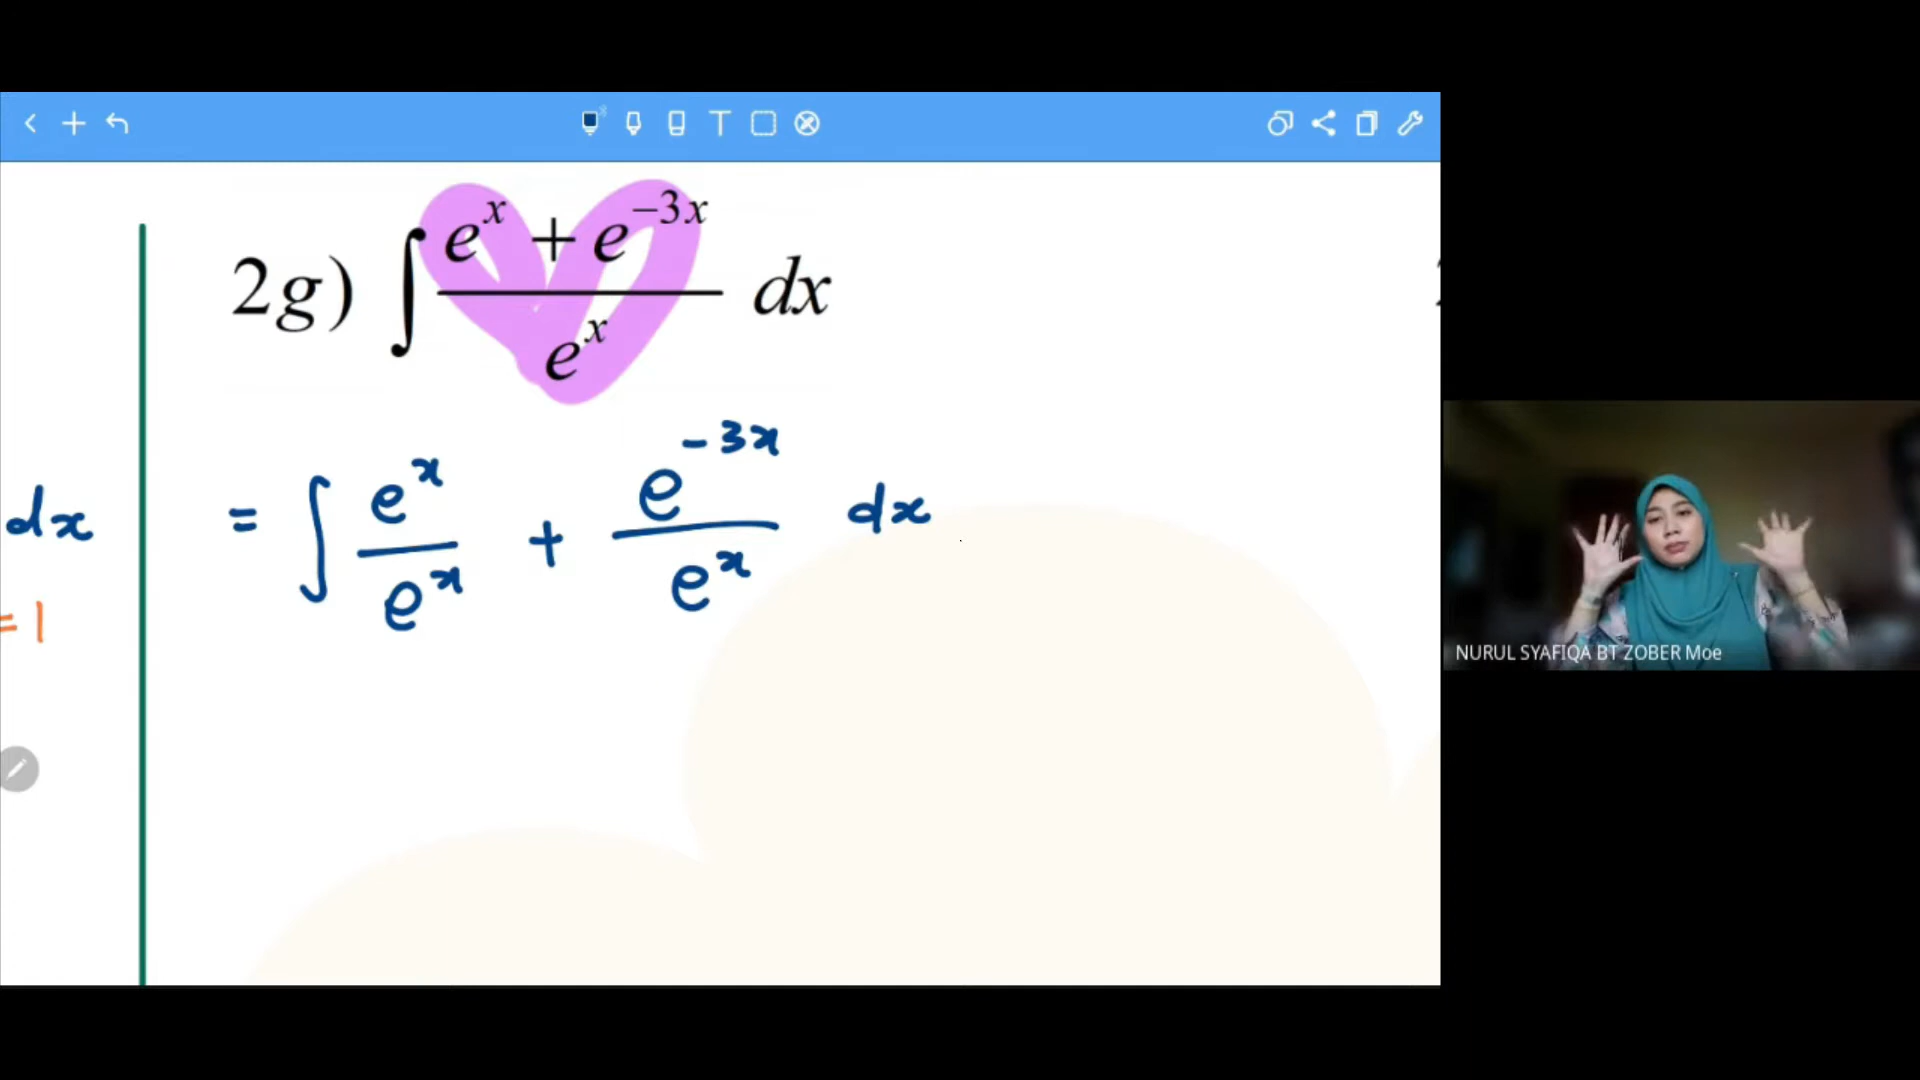 2g) ∫ (e^x + e^{-3x}) / e^x dx
= ∫ e^x / e^x + e^{-3x} / e^x dx
dx
= 1
NURUL SYAFIQA BT ZOBER Moe